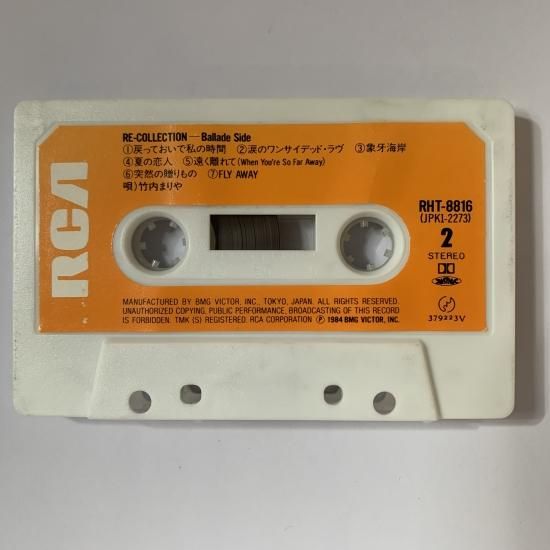 RCA
RE-COLLECTION—Ballade Side
①戻っておいで私の時間 ②涙のワンサイデッド・ラヴ ③象牙海岸
④夏の恋人 ⑤遠く離れて(When You're So Far Away)
⑥突然の贈りもの ⑦FLY AWAY
唄)竹内まりや
RHT-8816
(JPK1-2273)
2
STEREO
MANUFACTURED BY BMG VICTOR, INC., TOKYO, JAPAN. ALL RIGHTS RESERVED.
UNAUTHORIZED COPYING, PUBLIC PERFORMANCE, BROADCASTING OF THIS RECORD
IS FORBIDDEN. TMK (S) REGISTERED. RCA CORPORATION Ⓟ 1984 BMG VICTOR, INC.
379223V